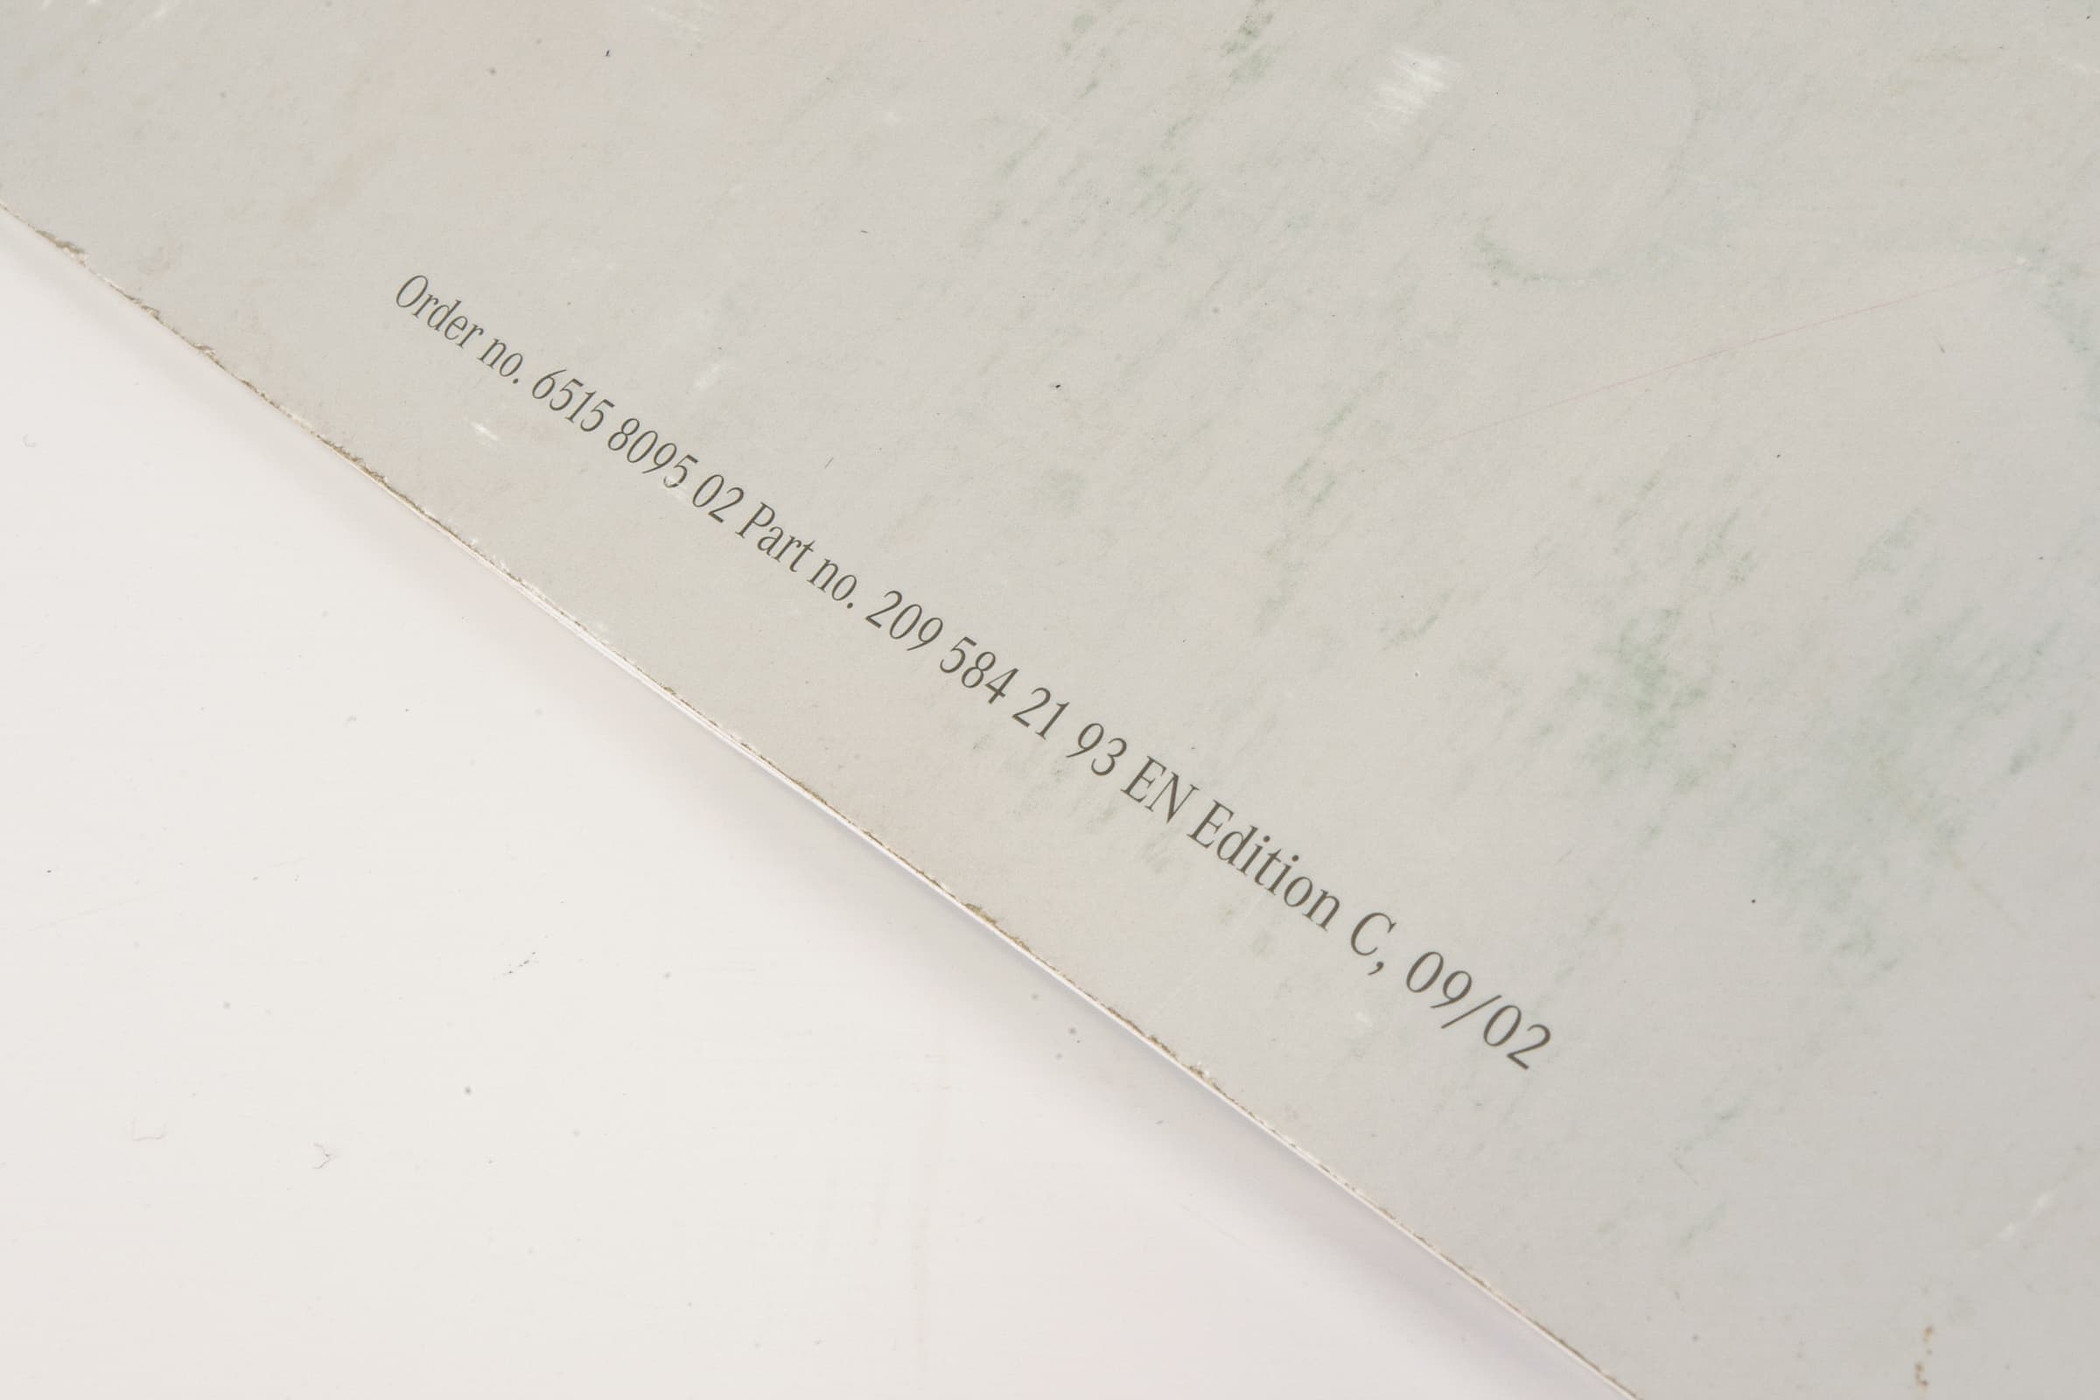 Order no. 6515 8095 02 Part no. 209 584 21 93 EN Edition C, 09/02